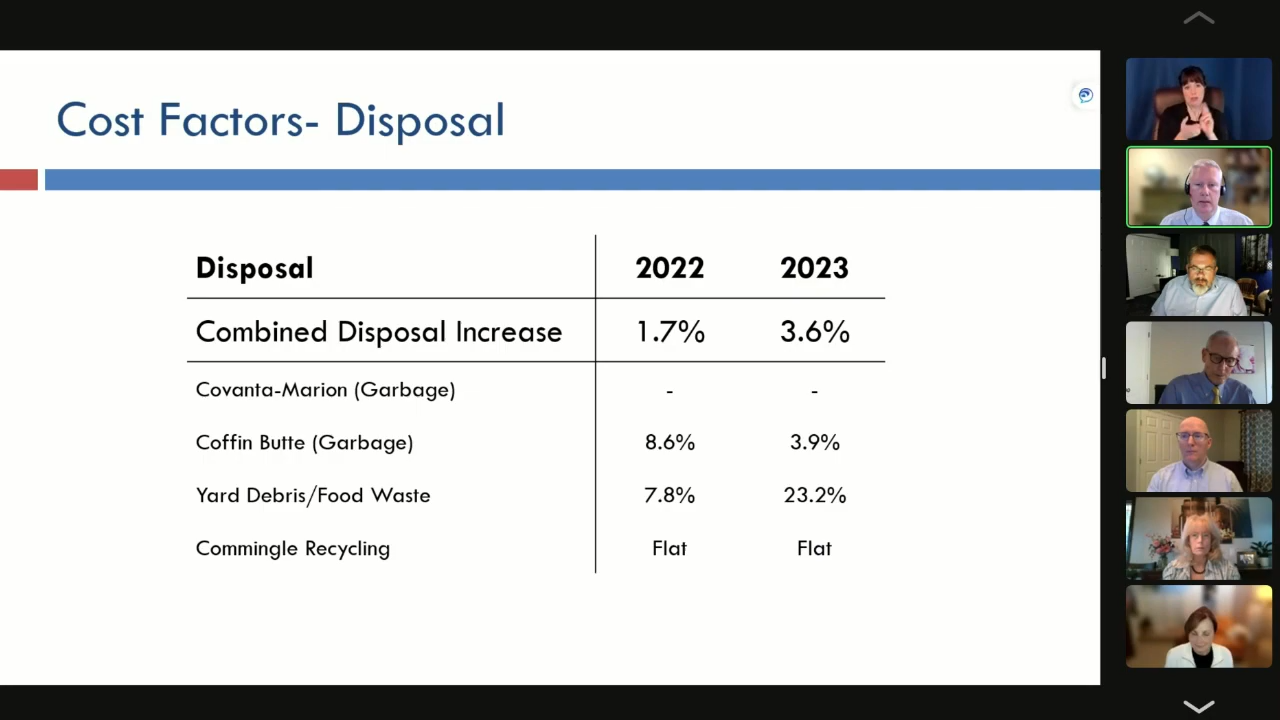 Cost Factors- Disposal
Disposal 2022 2023
Combined Disposal Increase 1.7% 3.6%
Covanta-Marion (Garbage) - -
Coffin Butte (Garbage) 8.6% 3.9%
Yard Debris/Food Waste 7.8% 23.2%
Commingle Recycling Flat Flat